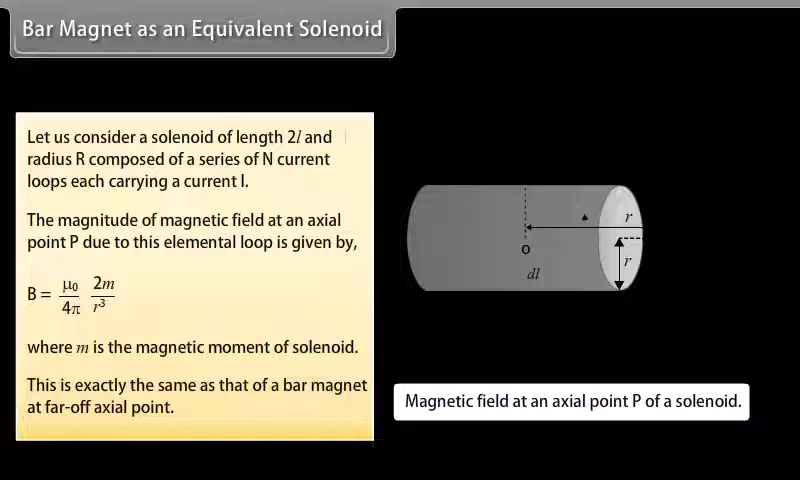 Bar Magnet as an Equivalent Solenoid
Let us consider a solenoid of length 2l and
radius R composed of a series of N current
loops each carrying a current I.
The magnitude of magnetic field at an axial
point P due to this elemental loop is given by,
B = μ₀/4π 2m/r³
where m is the magnetic moment of solenoid.
This is exactly the same as that of a bar magnet
at far-off axial point.
r
O
r
dl
Magnetic field at an axial point P of a solenoid.